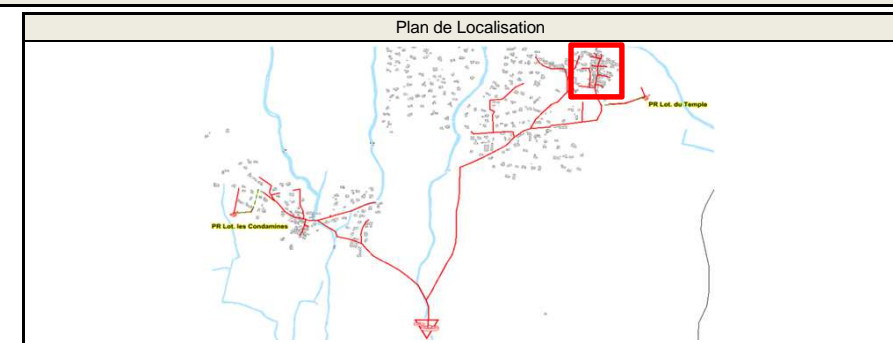 Plan de Localisation
PR Lot. du Temple
PR Lot. les Condamines